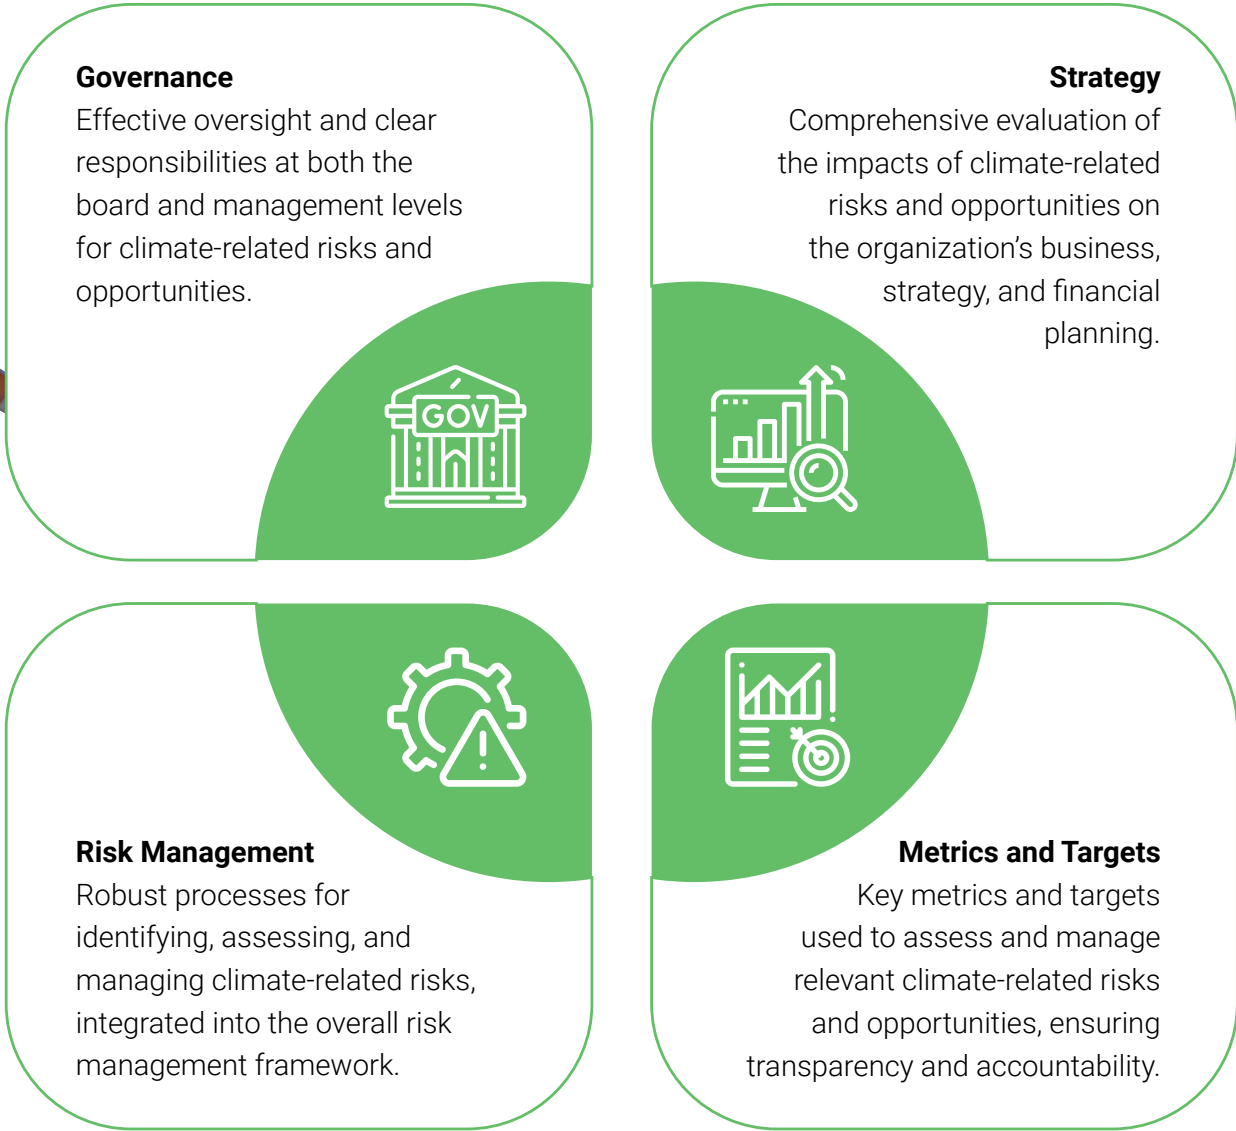 Governance
Effective oversight and clear
responsibilities at both the
board and management levels
for climate-related risks and
opportunities.
GOV
Strategy
Comprehensive evaluation of
the impacts of climate-related
risks and opportunities on
the organization’s business,
strategy, and financial
planning.
Risk Management
Robust processes for
identifying, assessing, and
managing climate-related risks,
integrated into the overall risk
management framework.
Metrics and Targets
Key metrics and targets
used to assess and manage
relevant climate-related risks
and opportunities, ensuring
transparency and accountability.